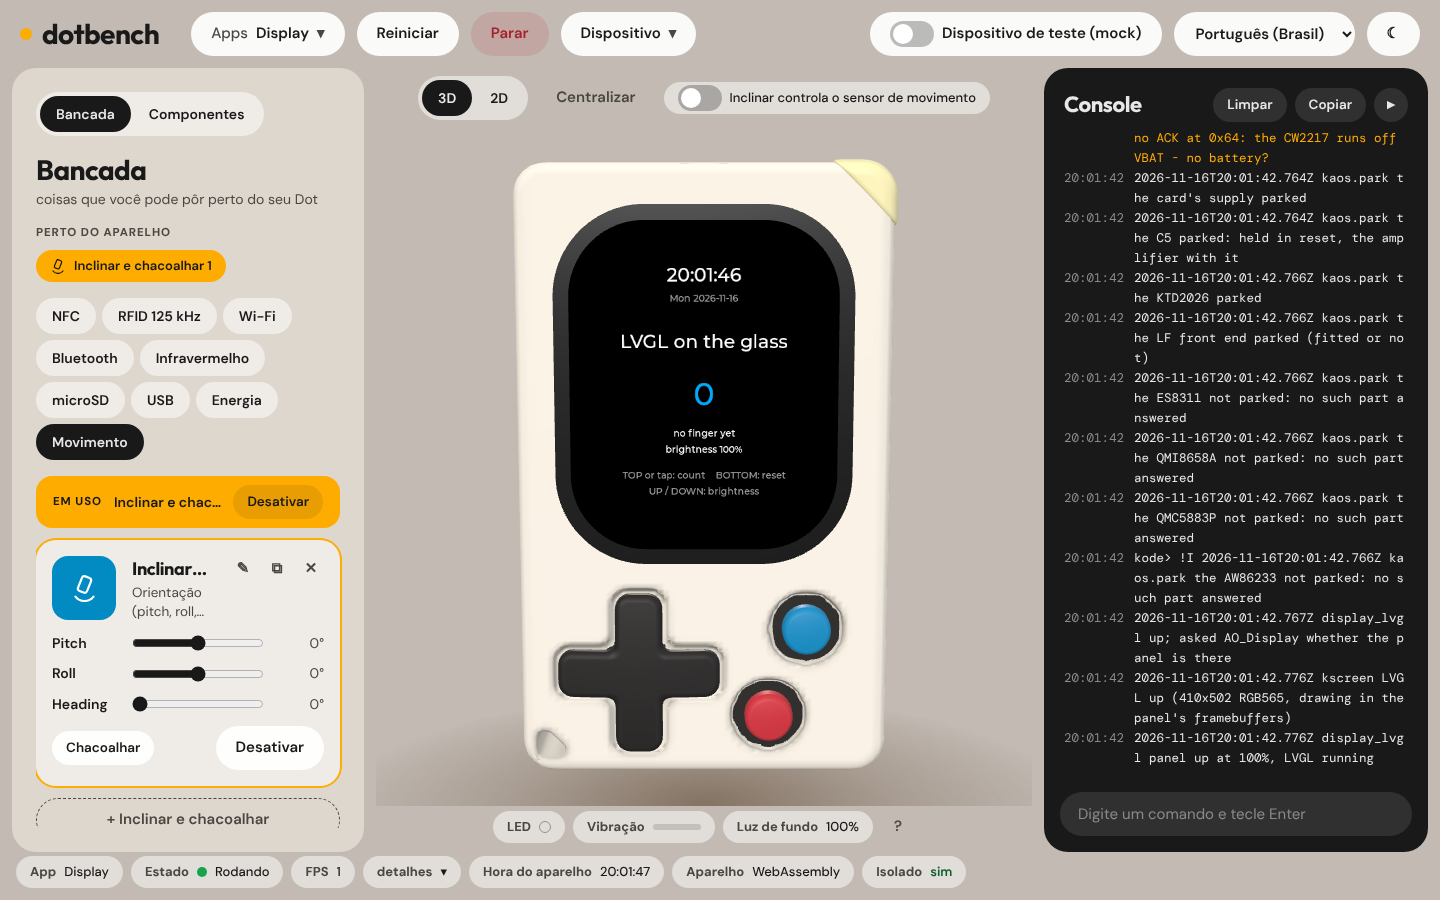 dotbench
Apps Display ▾
Reiniciar
Parar
Dispositivo ▾
Dispositivo de teste (mock)
Português (Brasil)
Bancada
Componentes
Bancada
coisas que você pode pôr perto do seu Dot
PERTO DO APARELHO
Inclinar e chacoalhar 1
NFC
RFID 125 kHz
Wi-Fi
Bluetooth
Infravermelho
microSD
USB
Energia
Movimento
EM USO Inclinar e chac... Desativar
Inclinar...
Orientação
(pitch, roll,...
Pitch 0°
Roll 0°
Heading 0°
Chacoalhar
Desativar
+ Inclinar e chacoalhar
3D
2D
Centralizar
Inclinar controla o sensor de movimento
20:01:46
Mon 2026-11-16
LVGL on the glass
0
no finger yet
brightness 100%
TOP or tap: count BOTTOM: reset
UP / DOWN: brightness
LED
Vibração
Luz de fundo 100%
?
Console
Limpar
Copiar
no ACK at 0x64: the CW2217 runs off
VBAT - no battery?
20:01:42 2026-11-16T20:01:42.764Z kaos.park t
he card's supply parked
20:01:42 2026-11-16T20:01:42.764Z kaos.park t
he C5 parked: held in reset, the amp
lifier with it
20:01:42 2026-11-16T20:01:42.766Z kaos.park t
he KTD2026 parked
20:01:42 2026-11-16T20:01:42.766Z kaos.park t
he LF front end parked (fitted or no
t)
20:01:42 2026-11-16T20:01:42.766Z kaos.park t
he ES8311 not parked: no such part a
nswered
20:01:42 2026-11-16T20:01:42.766Z kaos.park t
he QMI8658A not parked: no such part
answered
20:01:42 2026-11-16T20:01:42.766Z kaos.park t
he QMC5883P not parked: no such part
answered
20:01:42 kode> !I 2026-11-16T20:01:42.766Z ka
os.park the AW86233 not parked: no s
uch part answered
20:01:42 2026-11-16T20:01:42.767Z display_lvg
l up; asked AO_Display whether the p
anel is there
20:01:42 2026-11-16T20:01:42.776Z kscreen LVG
L up (410x502 RGB565, drawing in the
panel's framebuffers)
20:01:42 2026-11-16T20:01:42.776Z display_lvg
l panel up at 100%, LVGL running
Digite um comando e tecle Enter
App Display
Estado Rodando
FPS 1
detalhes ▾
Hora do aparelho 20:01:47
Aparelho WebAssembly
Isolado sim